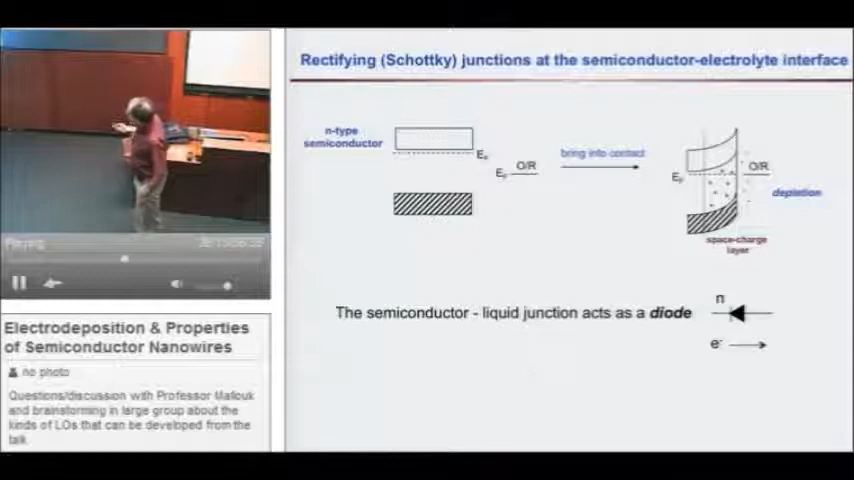 Rectifying (Schottky) junctions at the semiconductor-electrolyte interface
n-type
semiconductor
EF
EF
O/R
bring into contact
EF
O/R
depletion
space-charge
layer
The semiconductor - liquid junction acts as a diode
n
e-
Electrodeposition & Properties
of Semiconductor Nanowires
no photo
Questions/discussion with Professor Mallouk
and brainstorming in large group about the
kinds of LOs that can be developed from the
talk